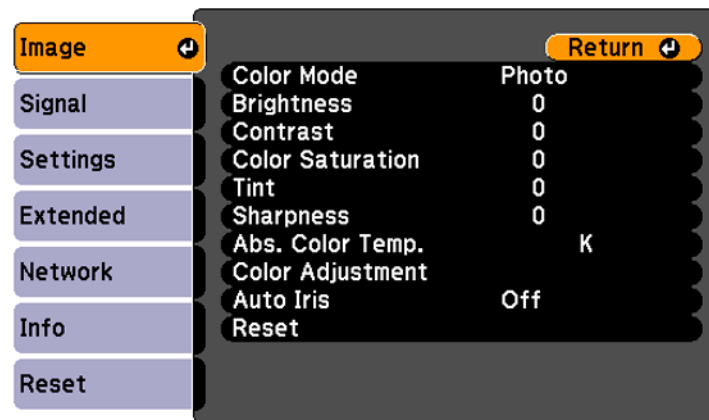 Image
Signal
Settings
Extended
Network
Info
Reset
Return
Color Mode Photo
Brightness 0
Contrast 0
Color Saturation 0
Tint 0
Sharpness 0
Abs. Color Temp. K
Color Adjustment
Auto Iris Off
Reset